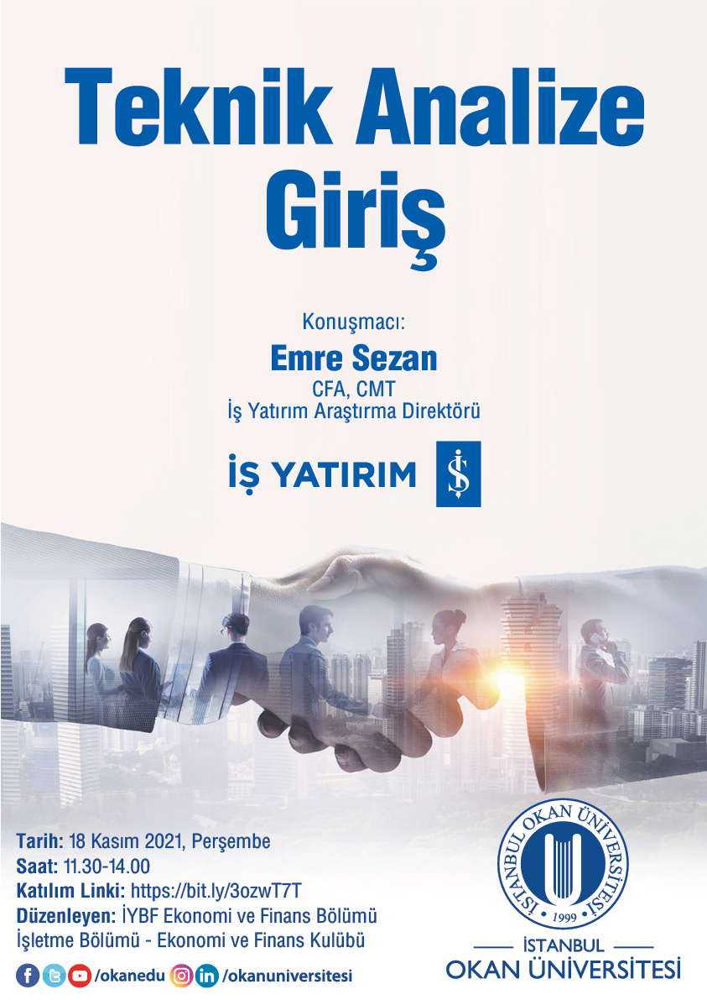 Teknik Analize
Giriş
Konuşmacı:
Emre Sezan
CFA, CMT
İş Yatırım Araştırma Direktörü
İŞ YATIRIM
Tarih: 18 Kasım 2021, Perşembe
Saat: 11.30-14.00
Katılım Linki: https://bit.ly/3ozwT7T
Düzenleyen: İYBF Ekonomi ve Finans Bölümü
İşletme Bölümü - Ekonomi ve Finans Kulübü
/okanedu /okanuniversitesi
İSTANBUL OKAN ÜNİVERSİTESİ
1999
İSTANBUL
OKAN ÜNİVERSİTESİ